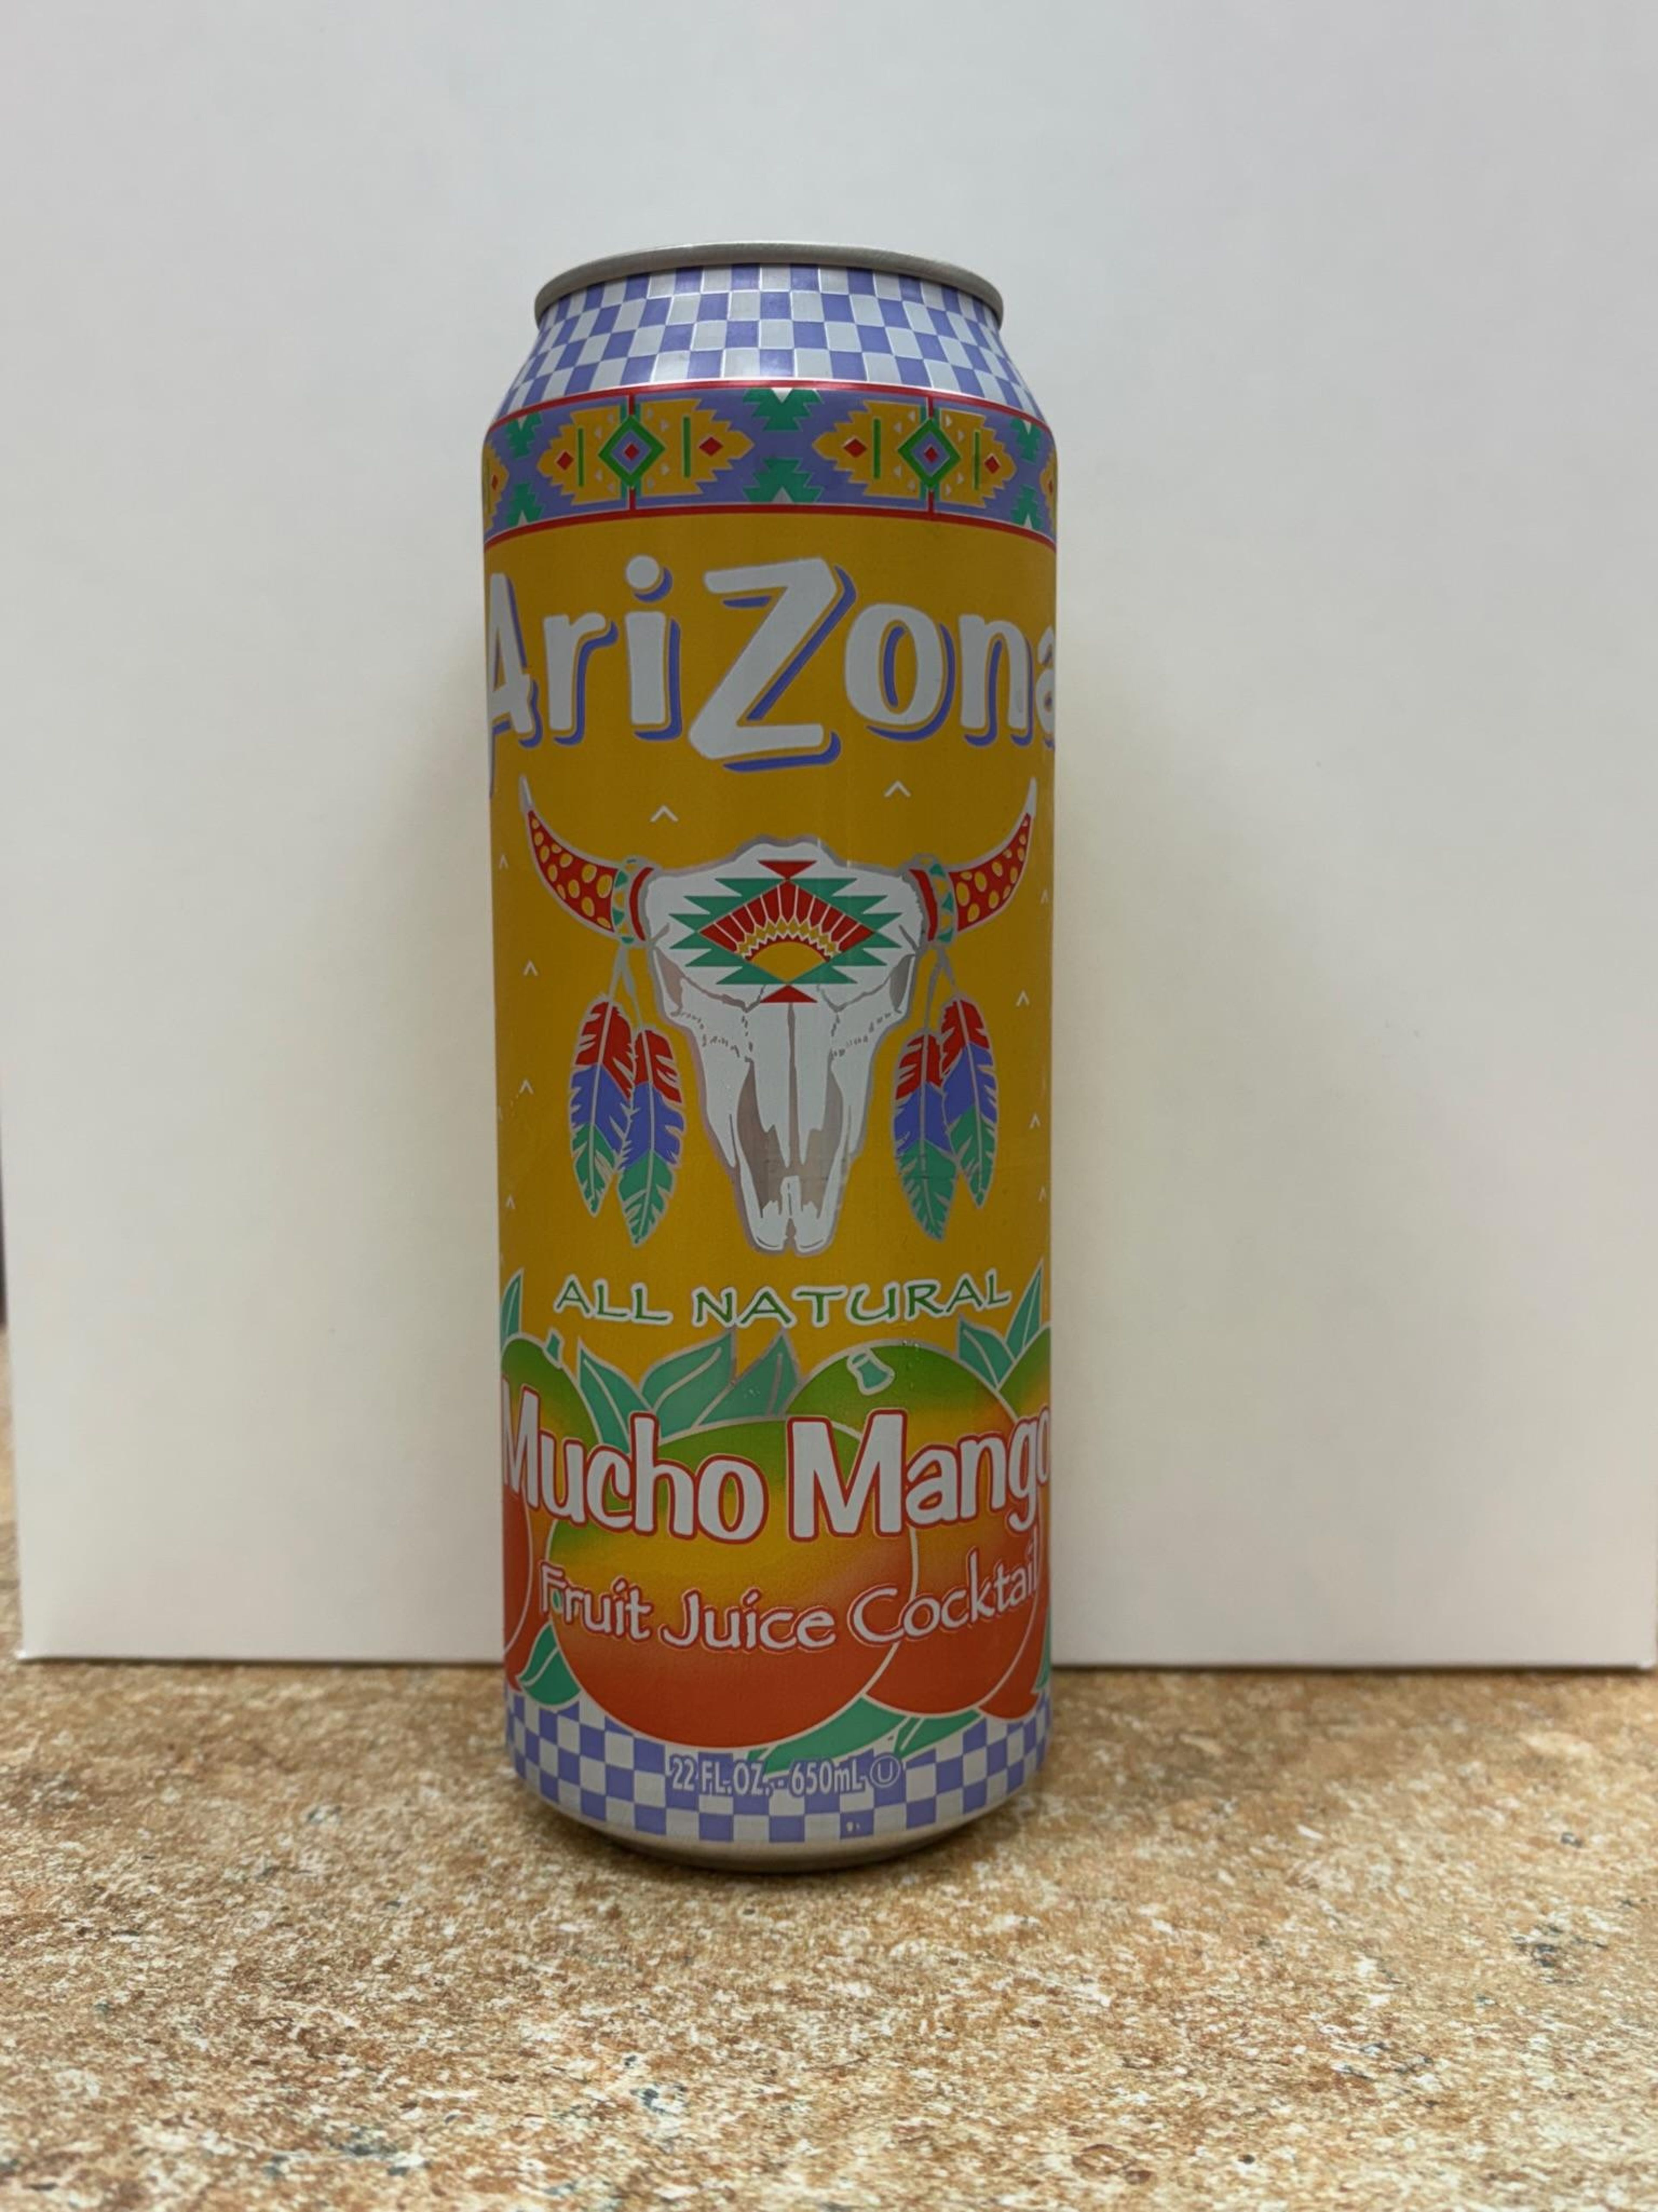 AriZona
ALL NATURAL
Mucho Mango
Fruit Juice Cocktail
22 FL. OZ. - 650mL Ⓤ